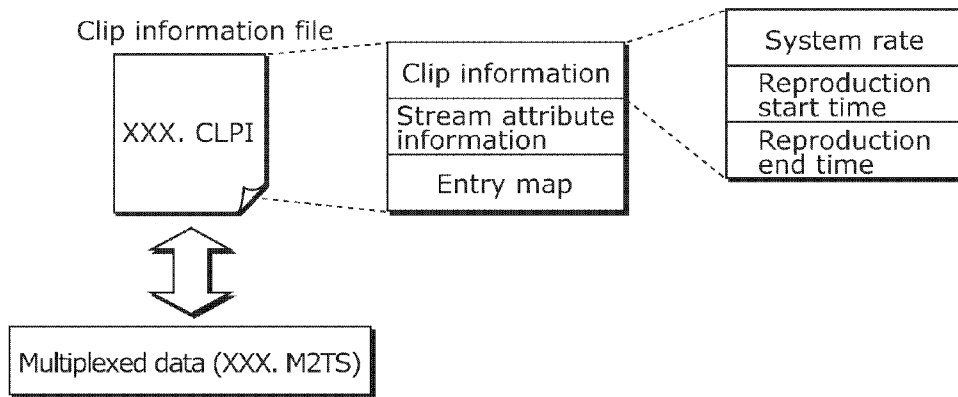 Clip information file
XXX. CLPI
Clip information
Stream attribute
information
Entry map
System rate
Reproduction
start time
Reproduction
end time
Multiplexed data (XXX. M2TS)